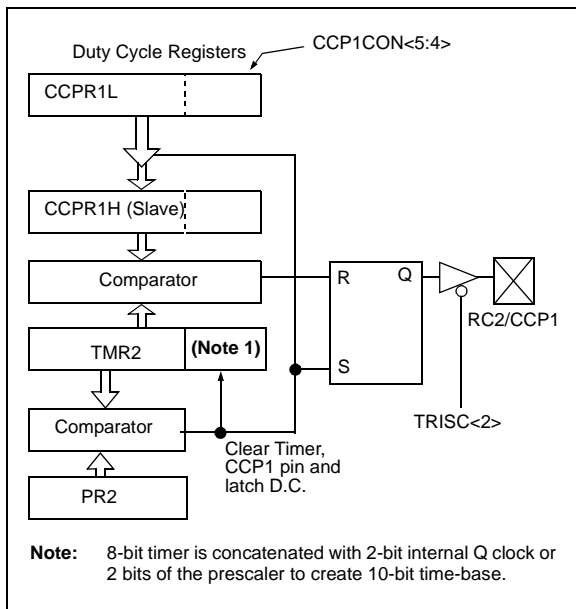 CCP1CON<5:4>
Duty Cycle Registers
CCPR1L
CCPR1H (Slave)
Comparator
R Q
RC2/CCP1
TMR2 (Note 1)
S
TRISC<2>
Comparator
Clear Timer,
CCP1 pin and
latch D.C.
PR2
Note: 8-bit timer is concatenated with 2-bit internal Q clock or
2 bits of the prescaler to create 10-bit time-base.